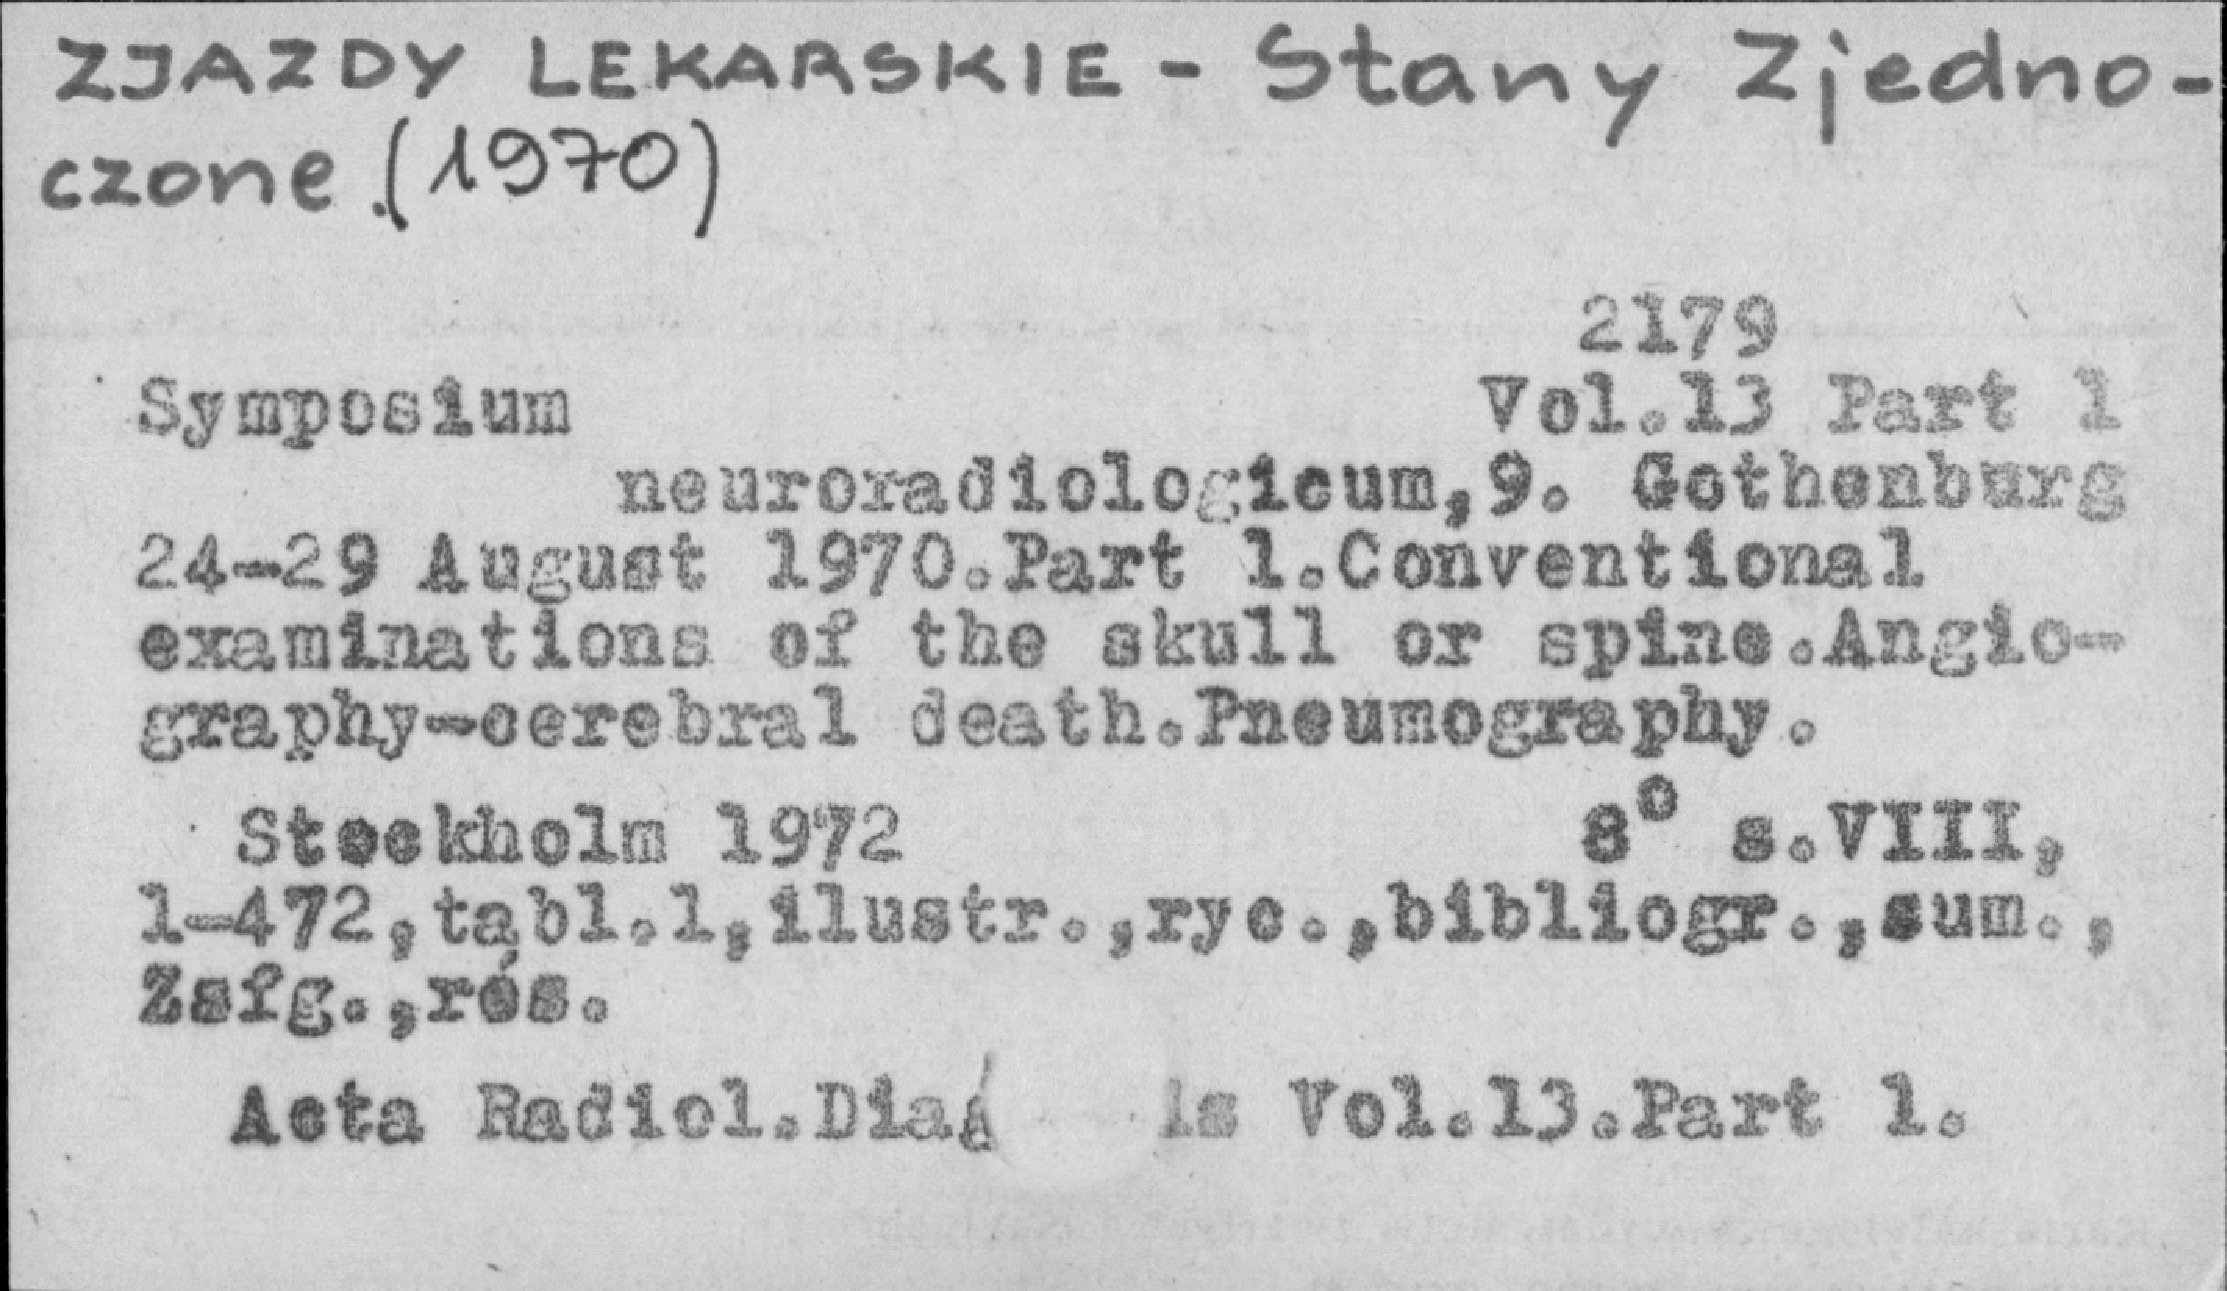 ZJAZDY LEKARSKIE - Stany Zjedno-
czone.(1970)
2179
Symposium Vol.13 Part 1
neuroradiologicum,9. Gothenburg
24-29 August 1970.Part 1.Conventional
examinations of the skull or spine.Angio-
graphy-cerebral death.Pneumography.
Stockholm 1972 8° s.VIII,
1-472,tabl.1,ilustr.,ryc.,bibliogr.,sum.,
Zsfg.,rés.
Acta Radiol.Diag ls Vol.13.Part 1.